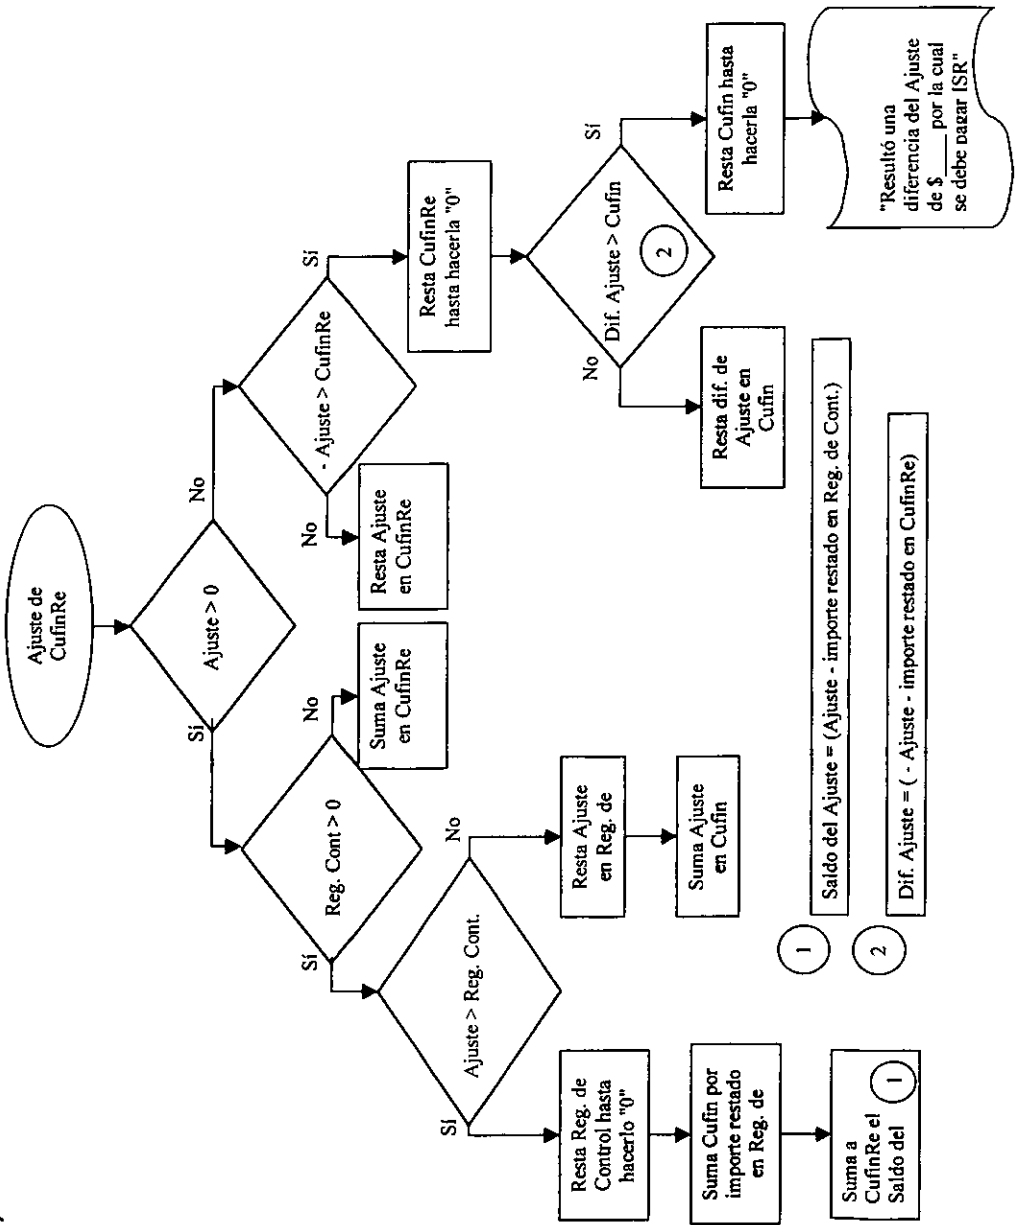 Ajuste de
CufinRe
Ajuste > 0
Sí
No
Reg. Cont > 0
Sí
No
Suma Ajuste
en CufinRe
- Ajuste > CufinRe
No
Sí
Resta Ajuste
en CufinRe
Resta CufinRe
hasta hacerla "0"
Ajuste > Reg. Cont.
Sí
No
Dif. Ajuste > Cufin
2
No
Sí
Resta Reg. de
Control hasta
hacerlo "0"
Resta Ajuste
en Reg. de
Resta dif. de
Ajuste en
Cufin
Resta Cufin hasta
hacerla "0"
Suma Cufin por
importe restado
en Reg. de
Suma Ajuste
en Cufin
Suma a
CufinRe el
Saldo del
1
"Resultó una
diferencia del Ajuste
de $____ por la cual
se debe pagar ISR"
1
Saldo del Ajuste = (Ajuste - importe restado en Reg. de Cont.)
2
Dif. Ajuste = ( - Ajuste - importe restado en CufinRe)